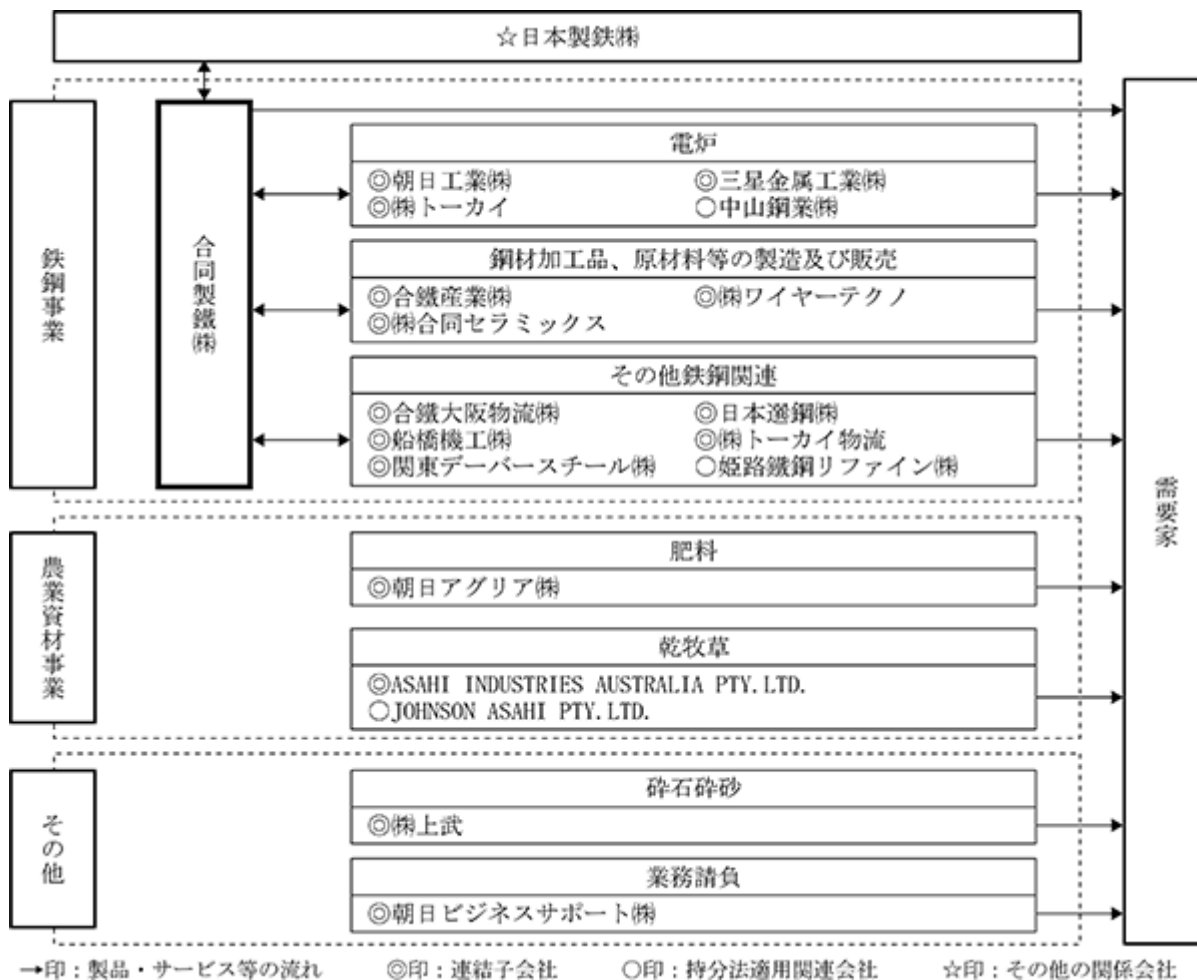 ☆日本製鉄㈱
鉄鋼事業
合同製鐵㈱
電炉
◎朝日工業㈱ ◎三星金属工業㈱
◎㈱トーカイ ○中山鋼業㈱
鋼材加工品、原材料等の製造及び販売
◎合鐵産業㈱ ◎㈱ワイヤーテクノ
◎㈱合同セラミックス
その他鉄鋼関連
◎合鐵大阪物流㈱ ◎日本選鋼㈱
◎船橋機工㈱ ◎㈱トーカイ物流
◎関東デーバースチール㈱ ○姫路鐵鋼リファイン㈱
農業資材事業
肥料
◎朝日アグリア㈱
乾牧草
◎ASAHI INDUSTRIES AUSTRALIA PTY.LTD.
○JOHNSON ASAHI PTY.LTD.
その他
砕石砕砂
◎㈱上武
業務請負
◎朝日ビジネスサポート㈱
需要家
→印：製品・サービス等の流れ ◎印：連結子会社 ○印：持分法適用関連会社 ☆印：その他の関係会社